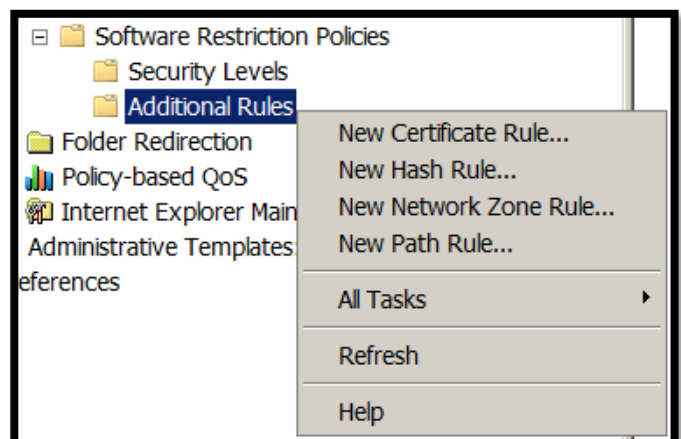 Software Restriction Policies
Security Levels
Additional Rules
Folder Redirection
Policy-based QoS
Internet Explorer Main
Administrative Templates:
eferences
New Certificate Rule...
New Hash Rule...
New Network Zone Rule...
New Path Rule...
All Tasks
Refresh
Help